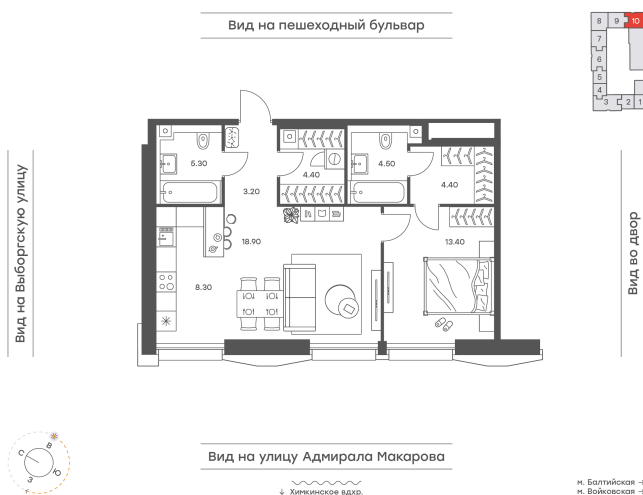 Вид на пешеходный бульвар
8 9 10
7
6
5
4
3 2 1
Вид на Выборгскую улицу
Вид во двор
5.30
4.40
4.50
4.40
3.20
18.90
13.40
8.30
Вид на улицу Адмирала Макарова
↓ Химкинское вдхр.
С
В
Ю
З
м. Балтийская
м. Войковская